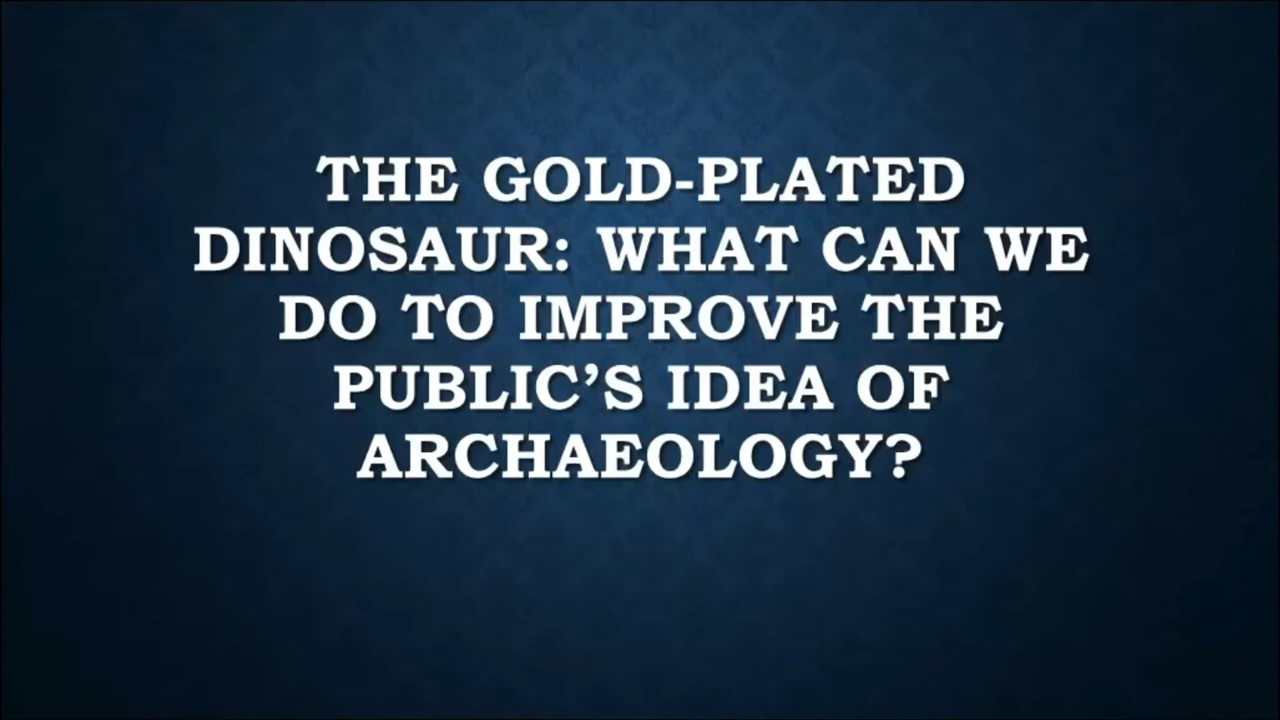 THE GOLD-PLATED
DINOSAUR: WHAT CAN WE
DO TO IMPROVE THE
PUBLIC’S IDEA OF
ARCHAEOLOGY?